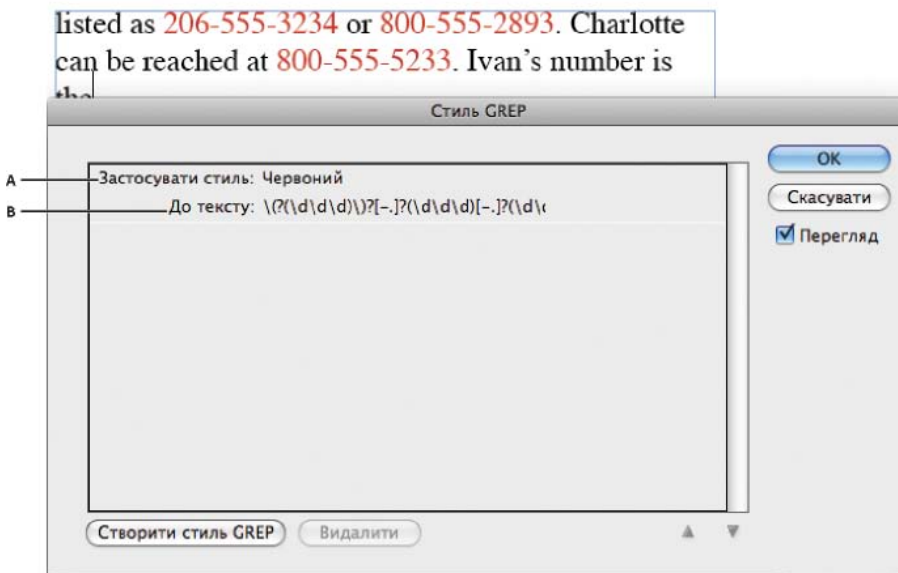 listed as 206-555-3234 or 800-555-2893. Charlotte
can be reached at 800-555-5233. Ivan's number is
the
Стиль GREP
A
Застосувати стиль: Червоний
B
До тексту: \(?(\d\d\d)\)?[-.]?(\d\d\d)[-.]?(\d\
OK
Скасувати
Перегляд
Створити стиль GREP
Видалити